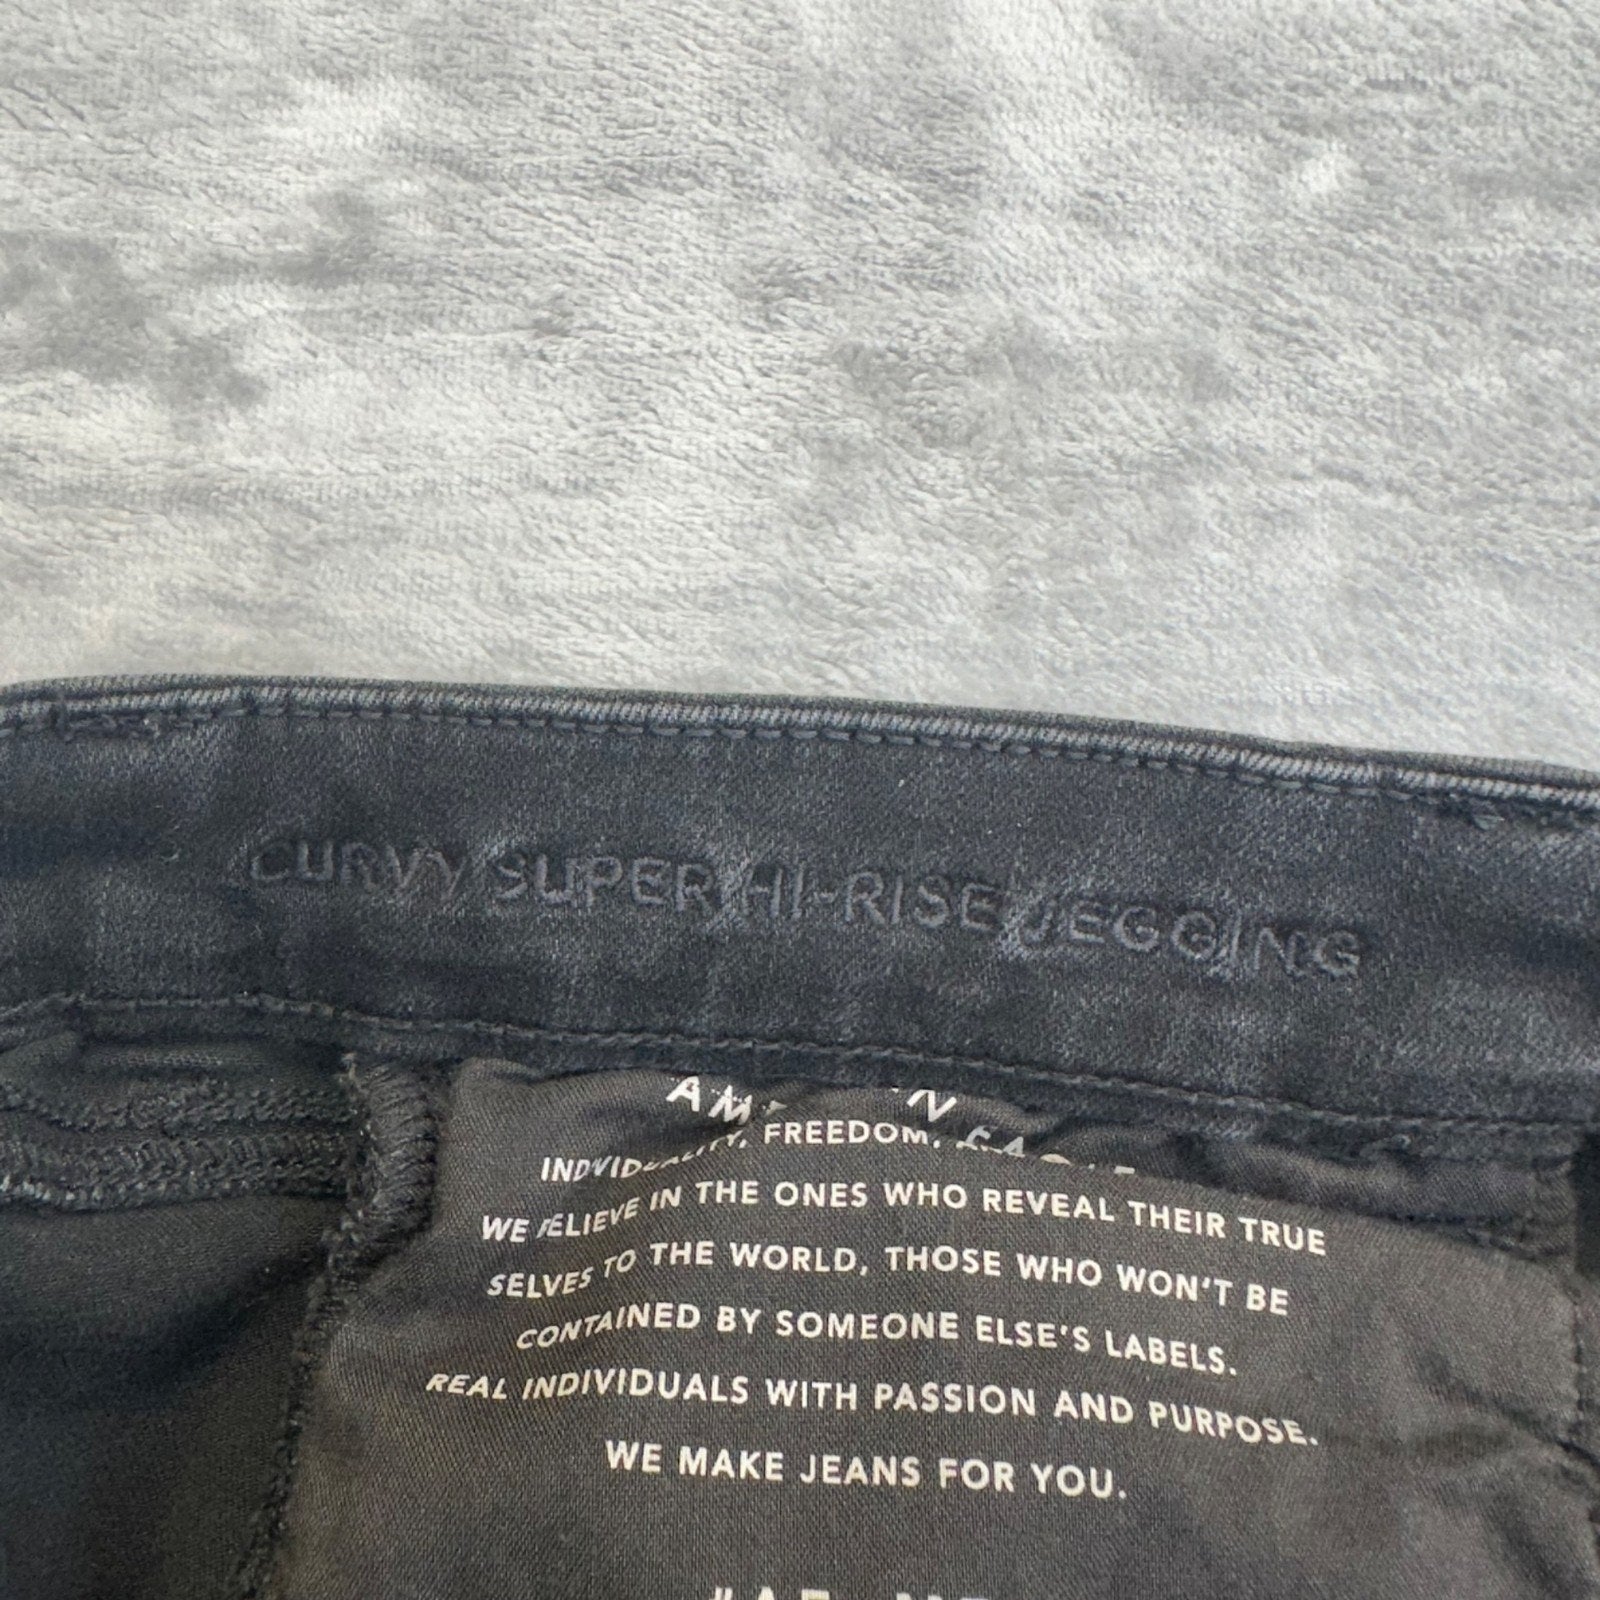 CURVY SUPER HI-RISE JEGGING
INDIVIDUALITY, FREEDOM,
WE BELIEVE IN THE ONES WHO REVEAL THEIR TRUE
SELVES TO THE WORLD, THOSE WHO WON'T BE
CONTAINED BY SOMEONE ELSE'S LABELS.
REAL INDIVIDUALS WITH PASSION AND PURPOSE.
WE MAKE JEANS FOR YOU.